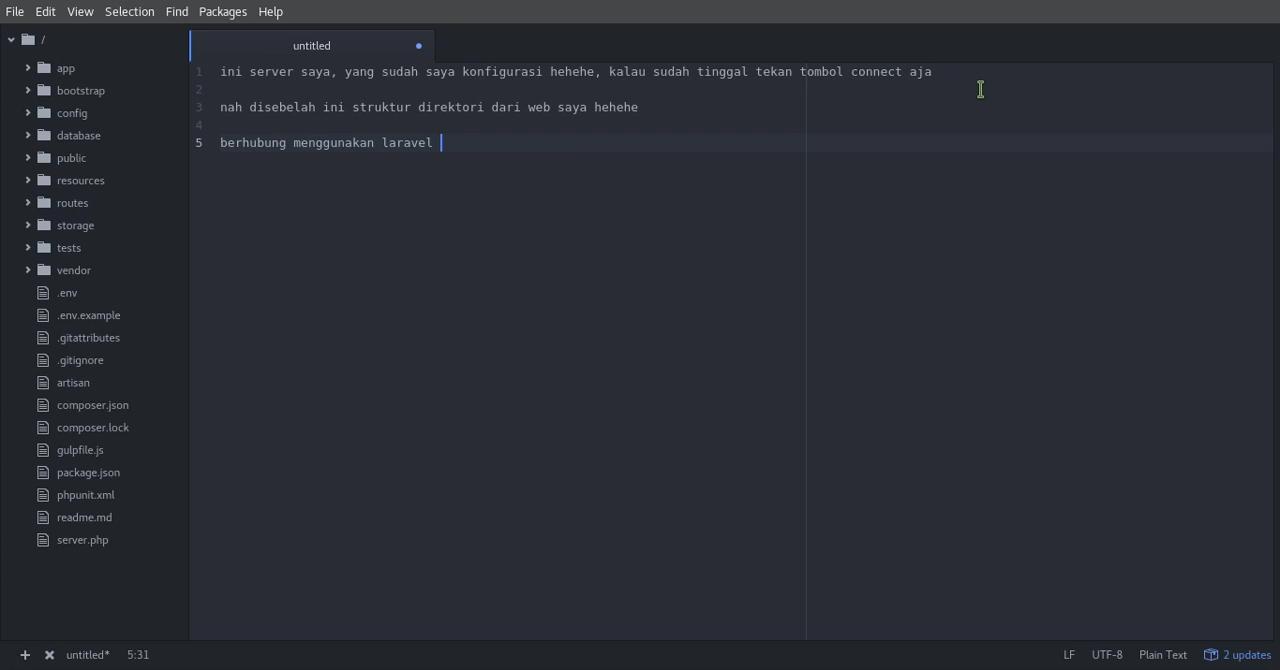 File Edit View Selection Find Packages Help
/
app
bootstrap
config
database
public
resources
routes
storage
tests
vendor
.env
.env.example
.gitattributes
.gitignore
artisan
composer.json
composer.lock
gulpfile.js
package.json
phpunit.xml
readme.md
server.php
untitled
1 ini server saya, yang sudah saya konfigurasi hehehe, kalau sudah tinggal tekan tombol connect aja
2
3 nah disebelah ini struktur direktori dari web saya hehehe
4
5 berhubung menggunakan laravel
untitled* 5:31 LF UTF-8 Plain Text 2 updates